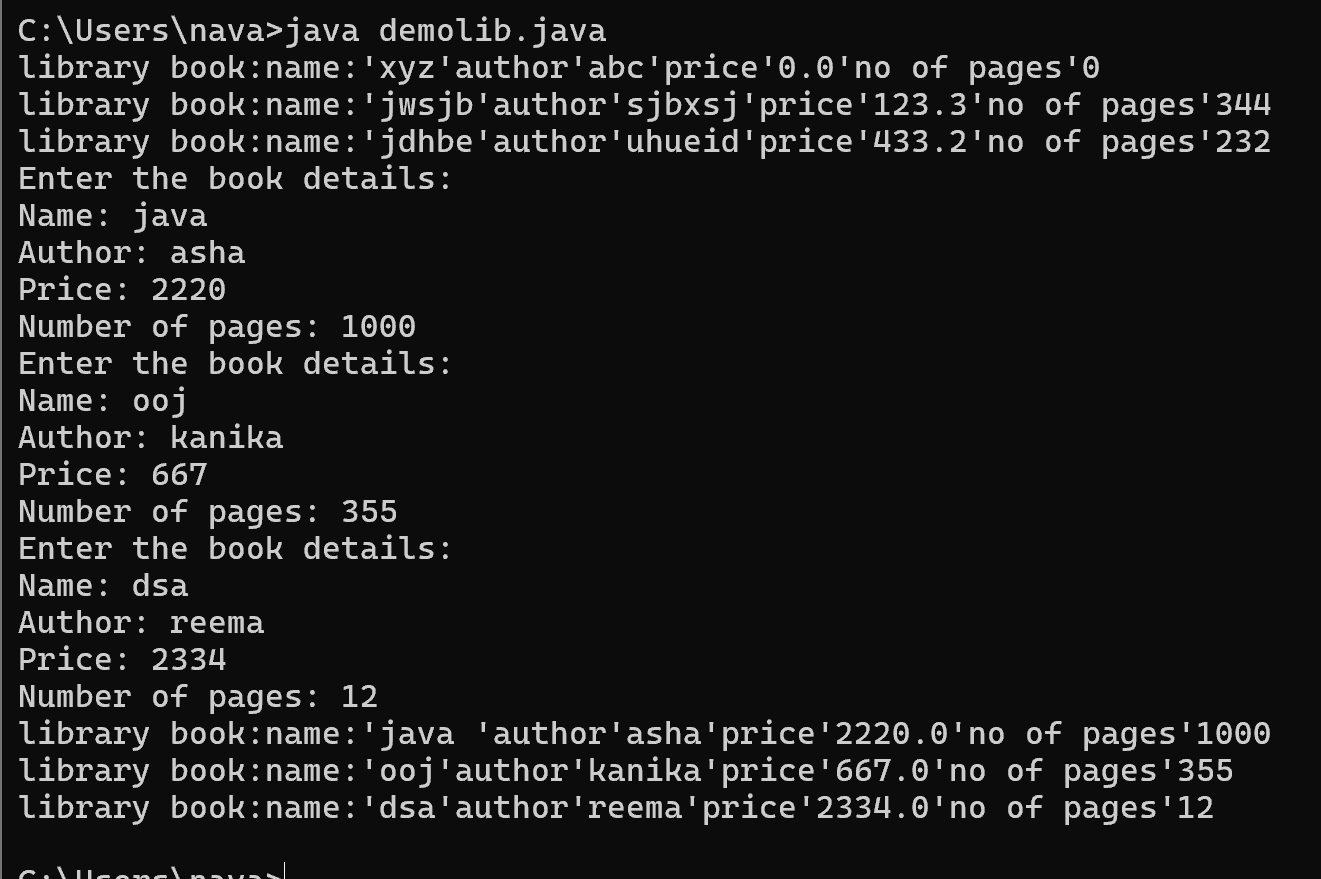 C:\Users\nava>java demolib.java
library book:name:'xyz'author'abc'price'0.0'no of pages'0
library book:name:'jwsjb'author'sjbxsj'price'123.3'no of pages'344
library book:name:'jdhbe'author'uhueid'price'433.2'no of pages'232
Enter the book details:
Name: java
Author: asha
Price: 2220
Number of pages: 1000
Enter the book details:
Name: ooj
Author: kanika
Price: 667
Number of pages: 355
Enter the book details:
Name: dsa
Author: reema
Price: 2334
Number of pages: 12
library book:name:'java 'author'asha'price'2220.0'no of pages'1000
library book:name:'ooj'author'kanika'price'667.0'no of pages'355
library book:name:'dsa'author'reema'price'2334.0'no of pages'12
C:\Users\nava>